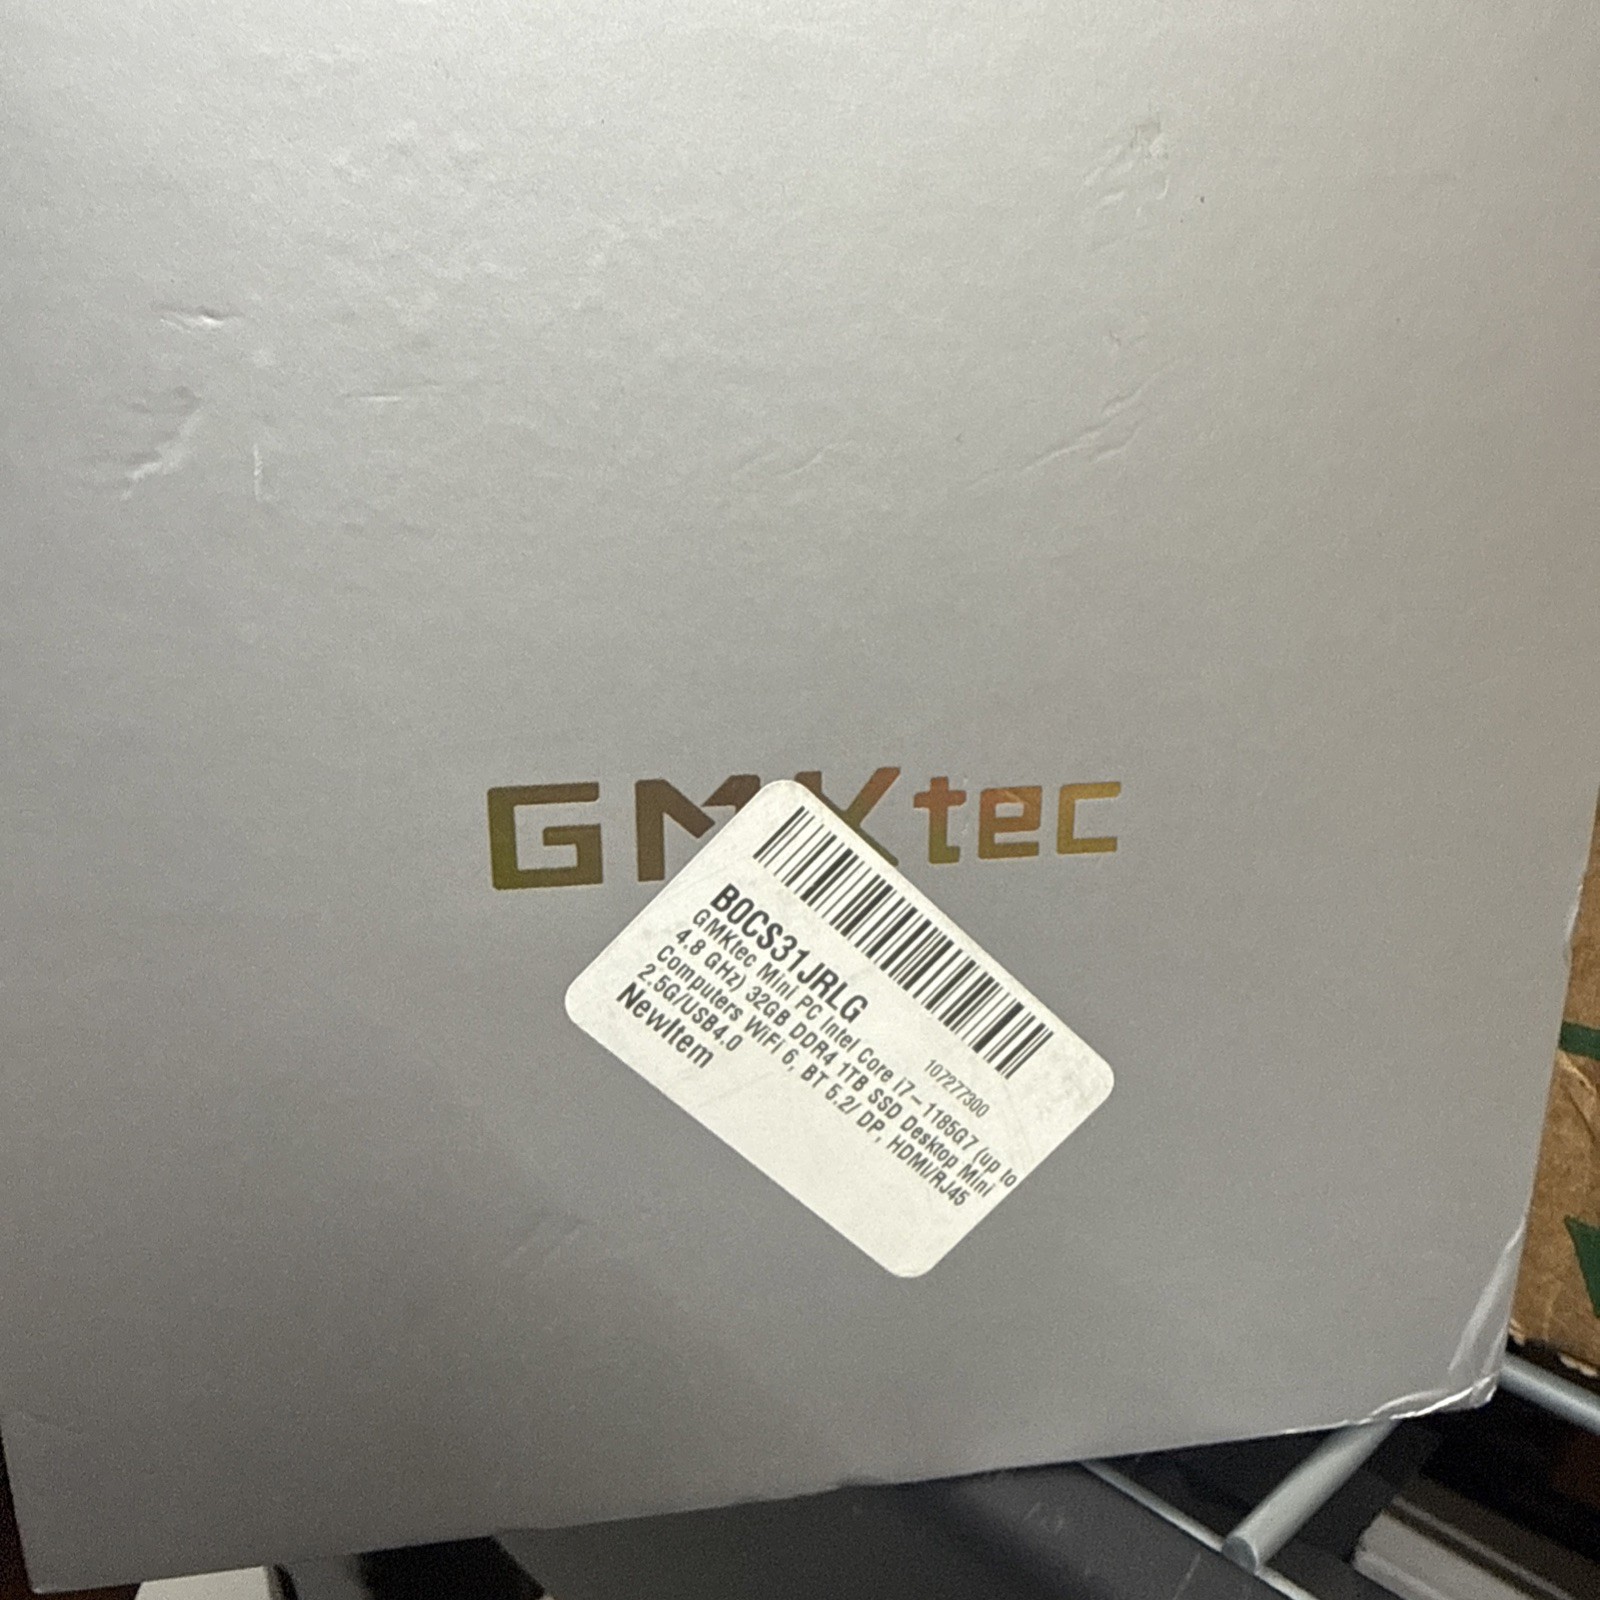 GMKtec
107277300
B0CS31JRLG
GMKtec Mini PC Intel Core i7-1185G7 (up to
4.8 GHz) 32GB DDR4 1TB SSD Desktop Mini
Computers WiFi 6, BT 5.2/ DP, HDMI/RJ45
2.5G/USB4.0
NewItem